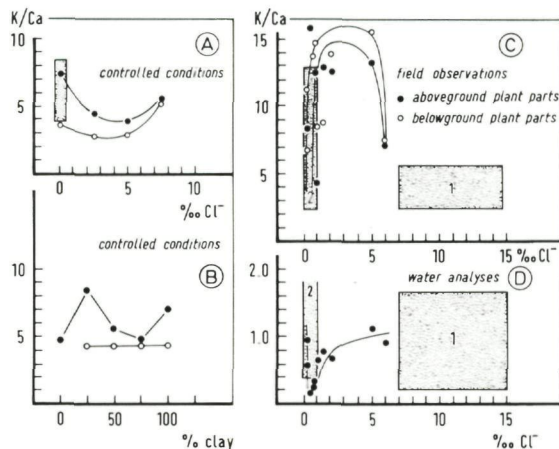 K/Ca
10
A
controlled conditions
5
0
0
5
10
‰ Cl⁻
B
controlled conditions
10
5
0
0
50
100
% clay
K/Ca
15
C
field observations
● aboveground plant parts
○ belowground plant parts
10
5
2
1
0
5
10
15 ‰ Cl⁻
2.0
water analyses
D
2
1
1.0
0
5
10
15
‰ Cl⁻